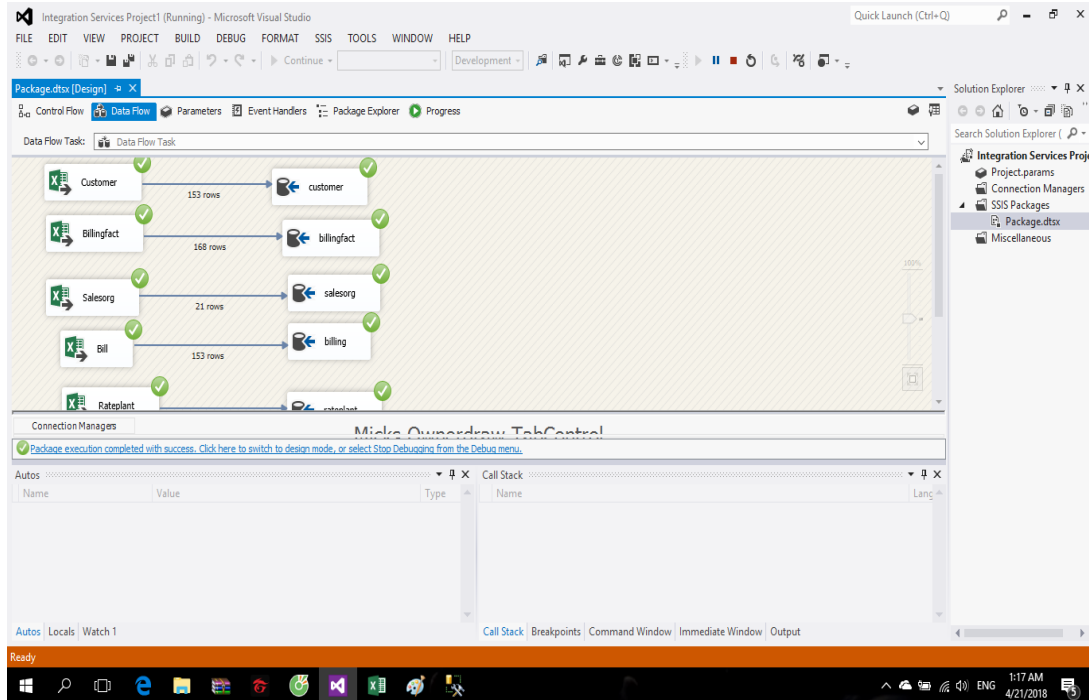 Integration Services Project1 (Running) - Microsoft Visual Studio
Quick Launch (Ctrl+Q)
FILE EDIT VIEW PROJECT BUILD DEBUG FORMAT SSIS TOOLS WINDOW HELP
Continue
Development
Package.dtsx [Design]
Solution Explorer
Control Flow Data Flow Parameters Event Handlers Package Explorer Progress
Data Flow Task: Data Flow Task
Search Solution Explorer (
Integration Services Proje
Project.params
Connection Managers
SSIS Packages
Package.dtsx
Miscellaneous
Customer
153 rows
customer
Billingfact
168 rows
billingfact
Salesorg
21 rows
salesorg
Bill
153 rows
billing
Rateplant
rateplant
100%
Connection Managers
Micks Ownerdraw TabControl
Package execution completed with success. Click here to switch to design mode, or select Stop Debugging from the Debug menu.
Autos
Name Value Type
Call Stack
Name Lang
Autos Locals Watch 1
Call Stack Breakpoints Command Window Immediate Window Output
Ready
ENG
1:17 AM
4/21/2018